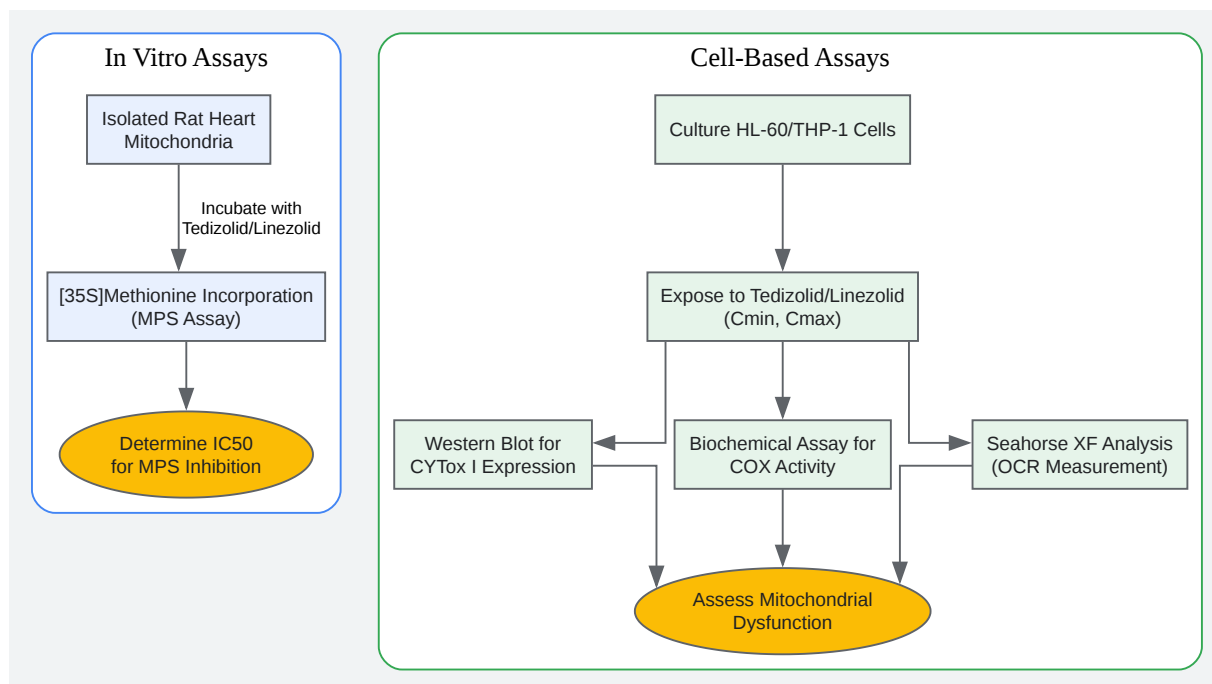 In Vitro Assays
Isolated Rat Heart
Mitochondria
Incubate with
Tedizolid/Linezolid
[35S]Methionine Incorporation
(MPS Assay)
Determine IC50
for MPS Inhibition
Cell-Based Assays
Culture HL-60/THP-1 Cells
Expose to Tedizolid/Linezolid
(Cmin, Cmax)
Western Blot for
CYTox I Expression
Biochemical Assay for
COX Activity
Seahorse XF Analysis
(OCR Measurement)
Assess Mitochondrial
Dysfunction